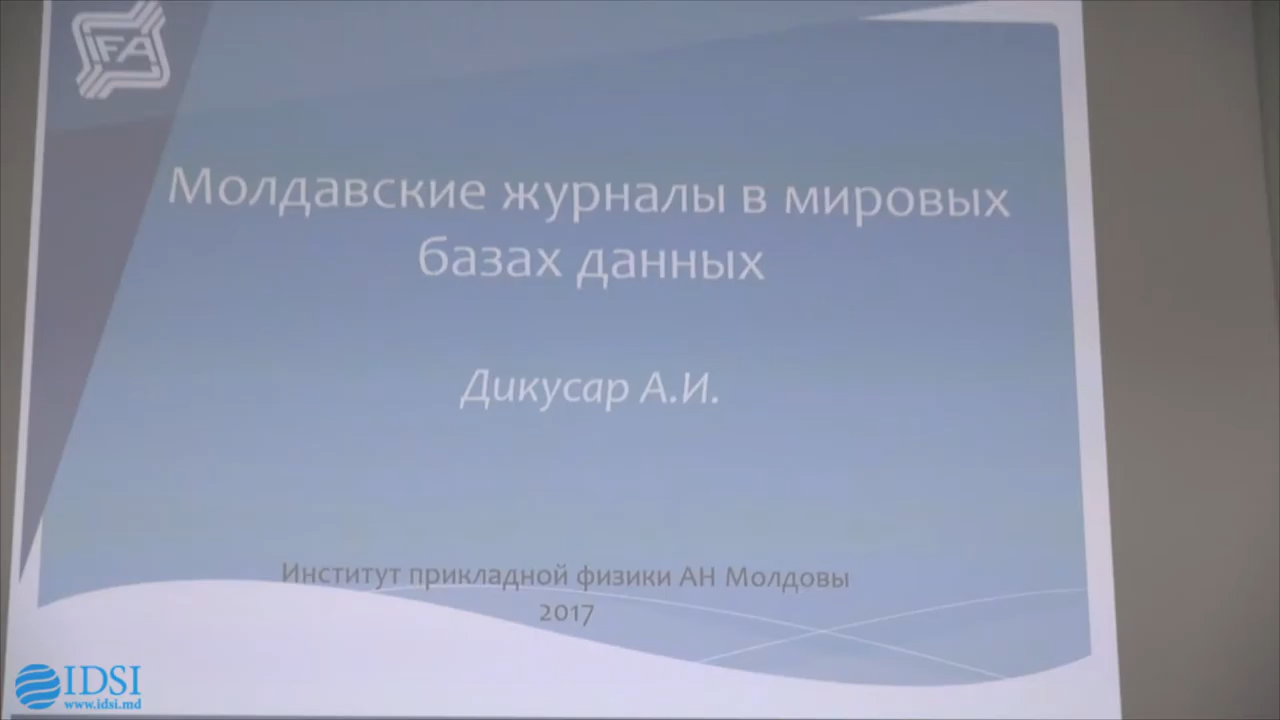 IFA
Молдавские журналы в мировых
базах данных
Дикусар А.И.
Институт прикладной физики АН Молдовы
2017
IDSI
www.idsi.md